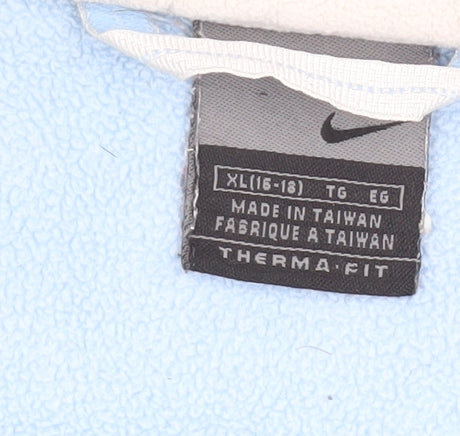 XL(16-18) TG EG
MADE IN TAIWAN
FABRIQUE A TAIWAN
THERMA·FIT